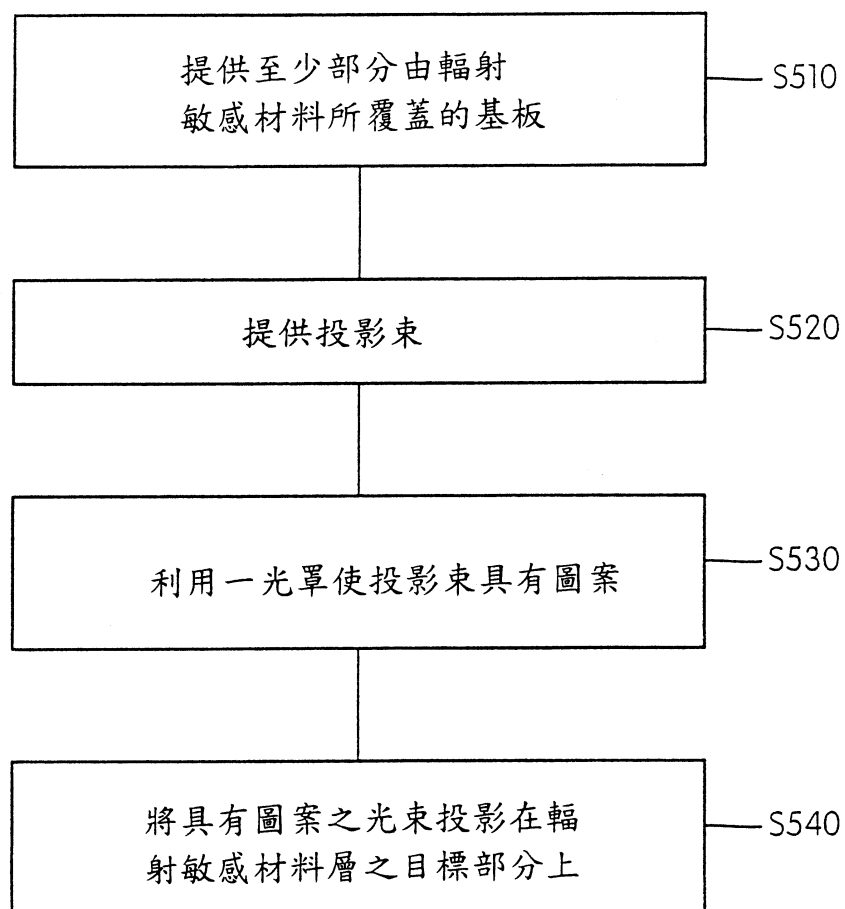 提供至少部分由輻射
敏感材料所覆蓋的基板
S510
提供投影束
S520
利用一光罩使投影束具有圖案
S530
將具有圖案之光束投影在輻
射敏感材料層之目標部分上
S540